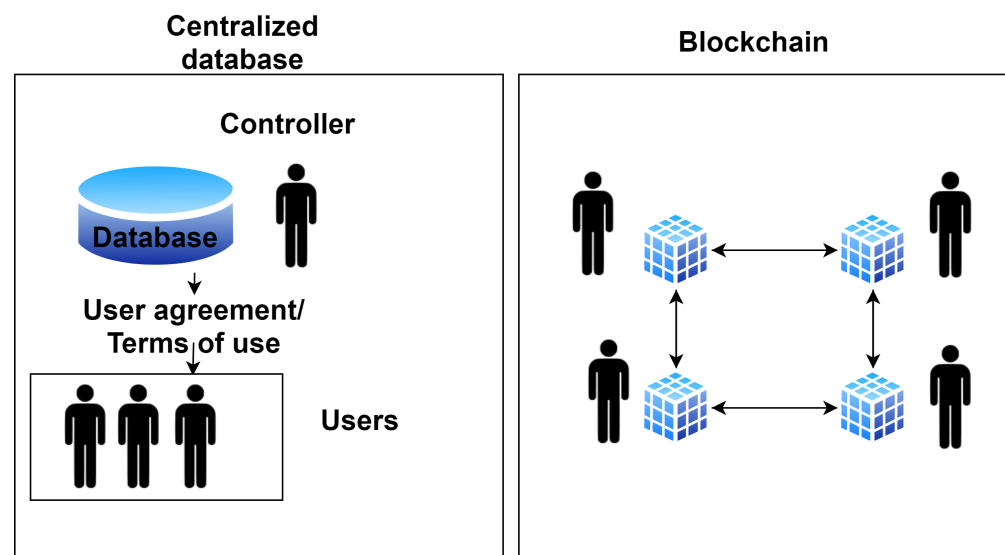 Centralized
database
Blockchain
Controller
Database
User agreement/
Terms of use
Users